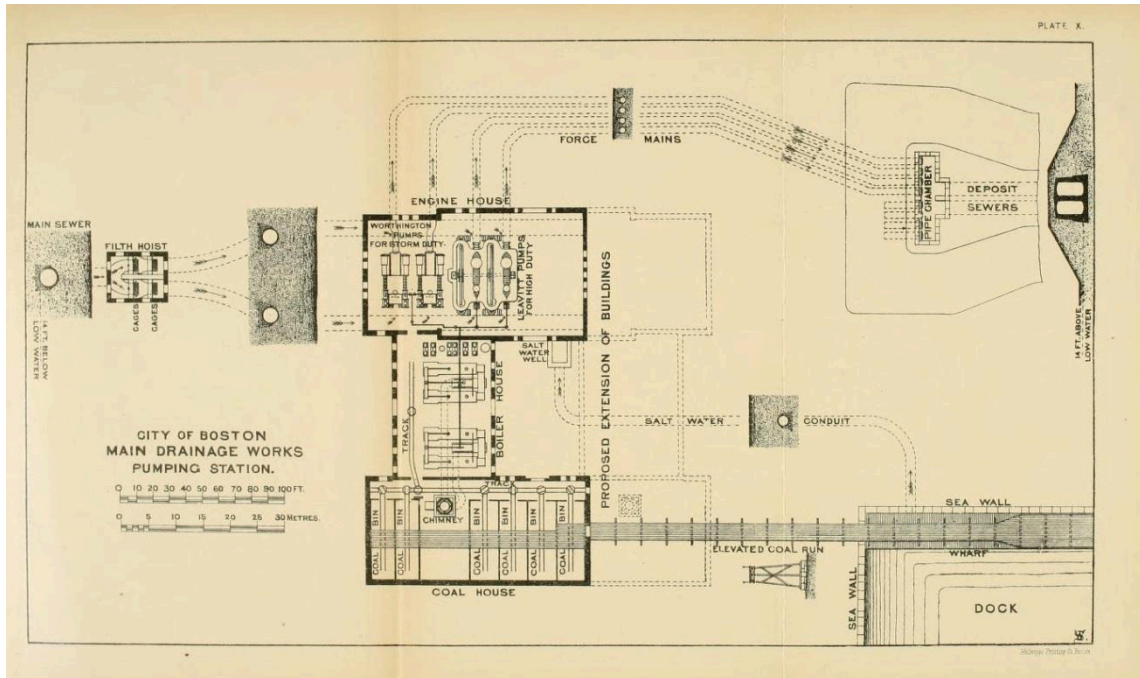 PLATE X.
MAIN SEWER
FILTH HOIST
CAGES
CAGES
14 FT. BELOW
LOW WATER
ENGINE HOUSE
WORTHINGTON
PUMPS
FOR STORM DUTY
LEAVITT PUMPS
FOR HIGH DUTY
FORCE MAINS
PIPE CHAMBER
DEPOSIT
SEWERS
14 FT. ABOVE
LOW WATER
PROPOSED EXTENSION OF BUILDINGS
SALT
WATER
WELL
SALT WATER CONDUIT
BOILER HOUSE
TRACK
CITY OF BOSTON
MAIN DRAINAGE WORKS
PUMPING STATION.
0 10 20 30 40 50 60 70 80 90 100 FT.
0 5 10 15 20 25 30 METRES.
TRACK
CHIMNEY
COAL BIN
COAL BIN
COAL BIN
COAL BIN
COAL BIN
COAL BIN
COAL HOUSE
ELEVATED COAL RUN
SEA WALL
WHARF
SEA WALL
DOCK